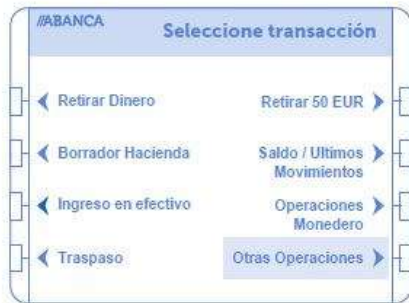 //ABANCA
Seleccione transacción
Retirar Dinero
Retirar 50 EUR
Borrador Hacienda
Saldo / Ultimos
Movimientos
Ingreso en efectivo
Operaciones
Monedero
Traspaso
Otras Operaciones